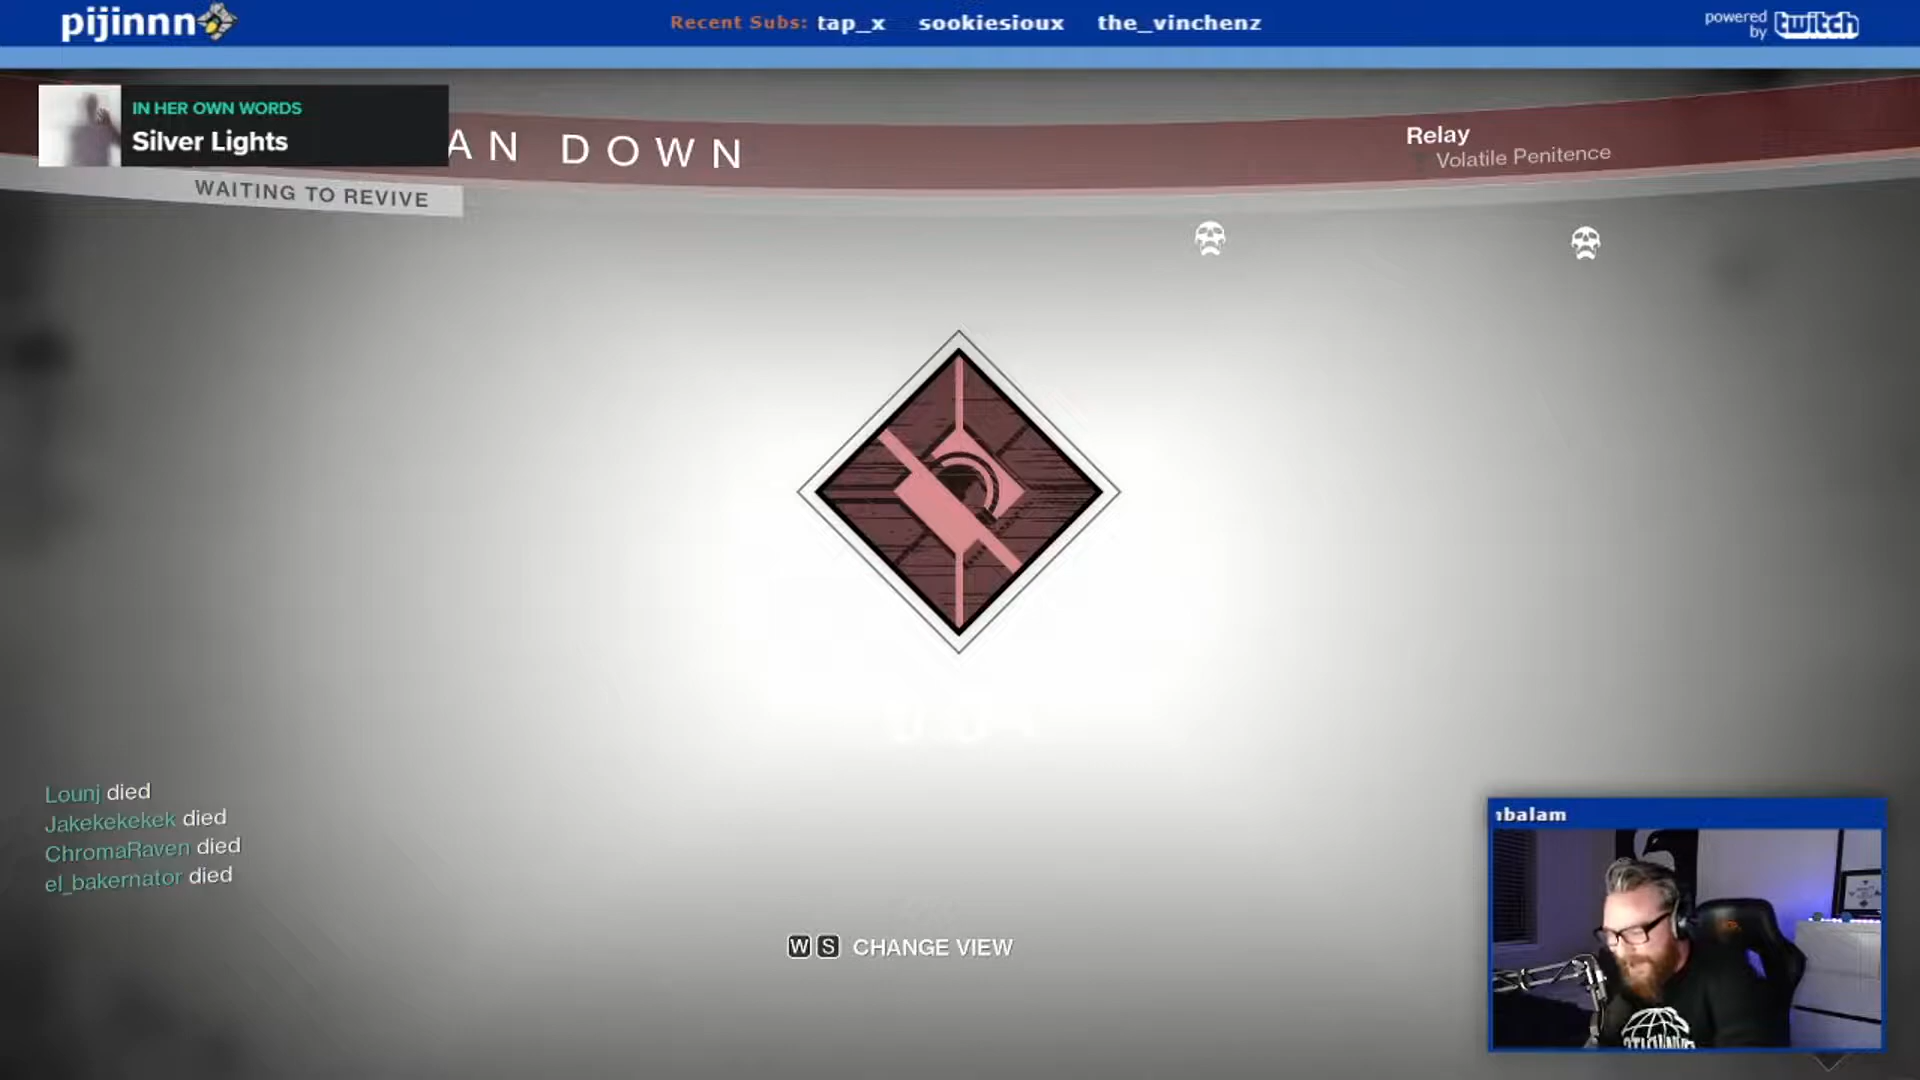 pijinnn
Recent Subs: tap_x sookiesioux the_vinchenz
powered by twitch
IN HER OWN WORDS
Silver Lights
AN DOWN
WAITING TO REVIVE
Relay
Volatile Penitence
Lounj died
Jakekekekek died
ChromaRaven died
el_bakernator died
W S CHANGE VIEW
balam